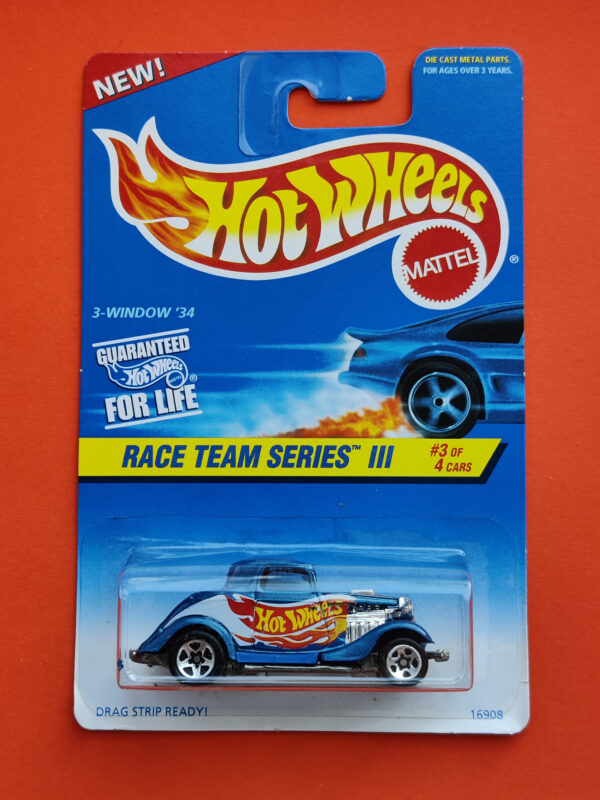 NEW!
DIE CAST METAL PARTS.
FOR AGES OVER 3 YEARS.
HOT WHEELS
MATTEL
®
3-WINDOW '34
GUARANTEED
Hot Wheels
®
FOR LIFE
RACE TEAM SERIES™ III
#3 OF
4 CARS
HOT WHEELS
DRAG STRIP READY!
16908